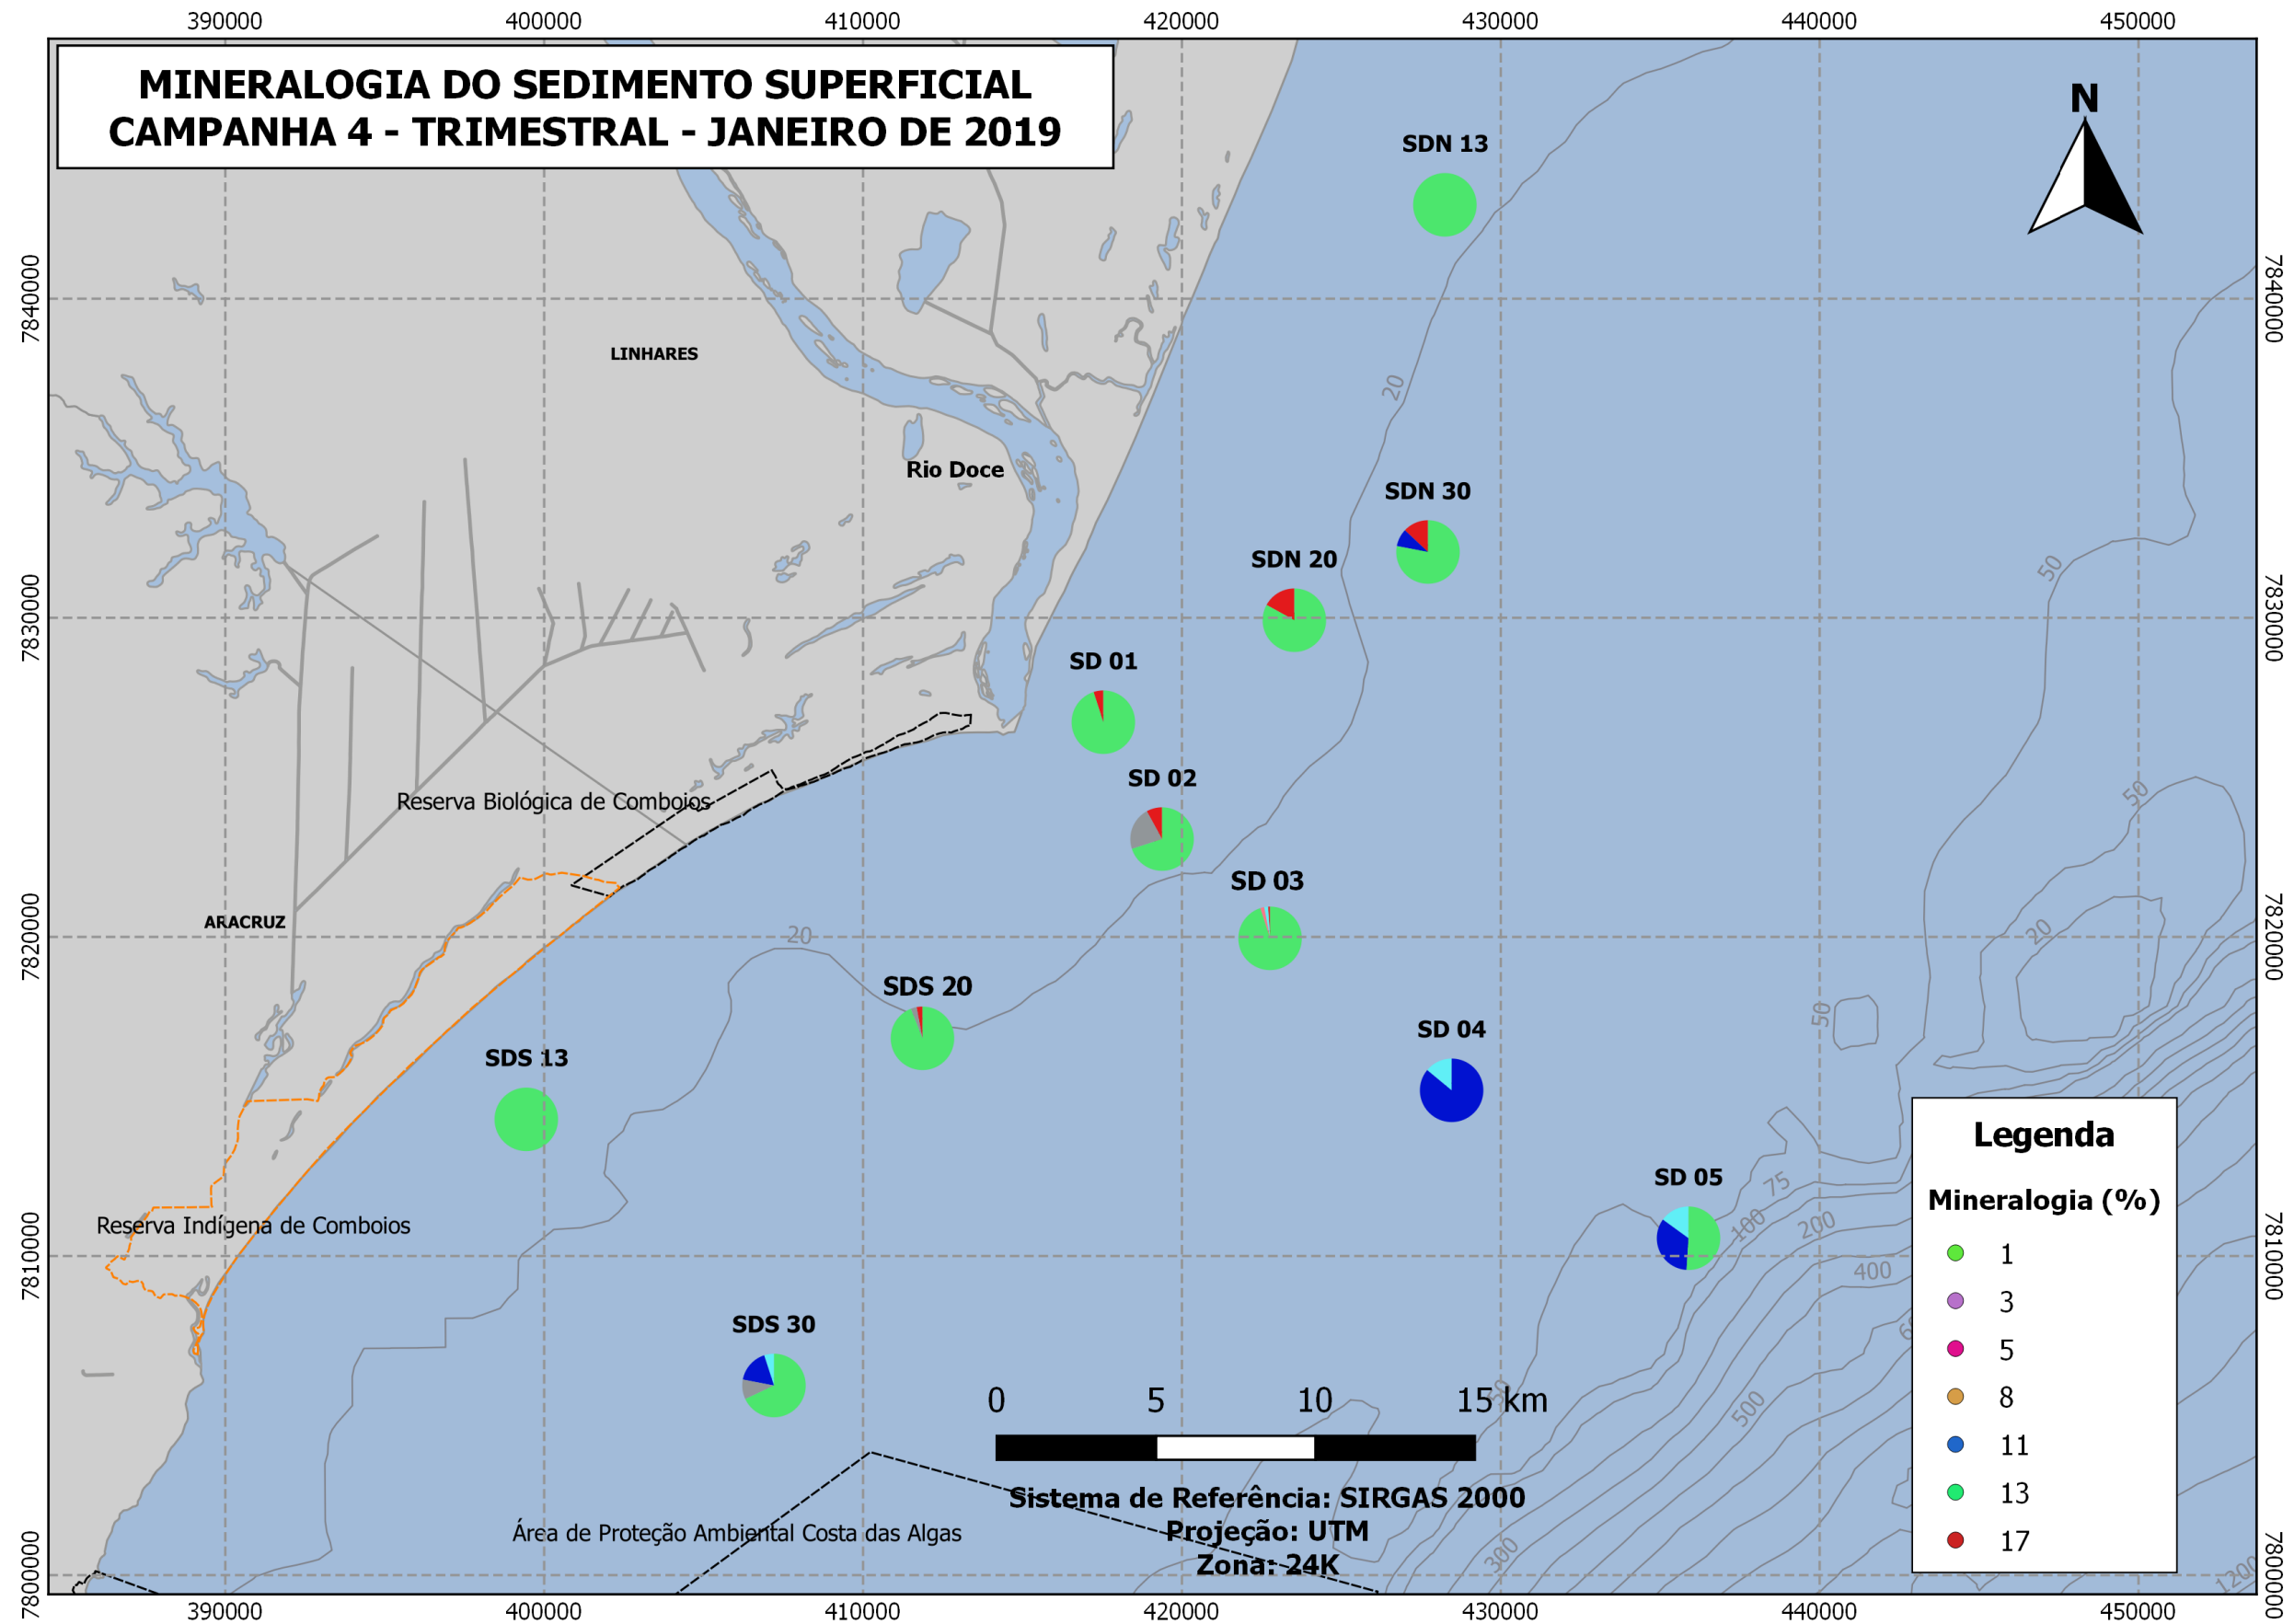 390000 400000 410000 420000 430000 440000 450000
MINERALOGIA DO SEDIMENTO SUPERFICIAL
CAMPANHA 4 - TRIMESTRAL - JANEIRO DE 2019
N
SDN 13
7840000 7840000
LINHARES
20
Rio Doce
SDN 30
SDN 20
50
7830000 7830000
SD 01
SD 02
50
Reserva Biológica de Comboios
SD 03
ARACRUZ
20
20
7820000 7820000
SDS 20
50
SD 04
SDS 13
SD 05
75
100
200
Reserva Indígena de Comboios
400
7810000 7810000
SDS 30
50
500
0 5 10 15 km
Sistema de Referência: SIRGAS 2000
Projeção: UTM
Zona: 24K
Área de Proteção Ambiental Costa das Algas
300
1200
7800000 7800000
Legenda
Mineralogia (%)
1
3
5
8
11
13
17
390000 400000 410000 420000 430000 440000 450000